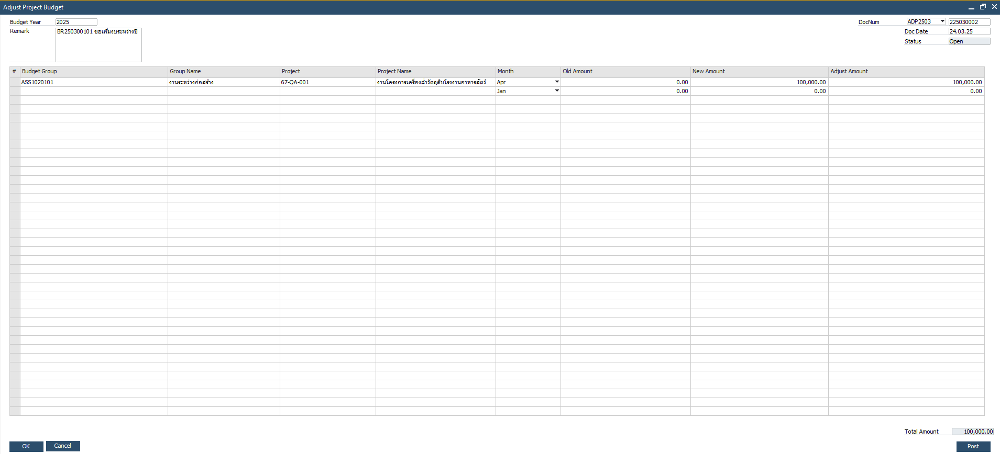 Adjust Project Budget
Budget Year 2025
DocNum ADP2503 225030002
Remark BR250300101 ขอเพิ่มงบระหว่างปี
Doc Date 24.03.25
Status Open
# Budget Group Group Name Project Project Name Month Old Amount New Amount Adjust Amount
ASS1020101 งานระหว่างก่อสร้าง 67-QA-001 งานโครงการเครื่องฉ่ำวัตถุดิบโรงงานอาหารสัตว์ Apr 0.00 100,000.00 100,000.00
Jan 0.00 0.00 0.00
Total Amount 100,000.00
OK Cancel Post